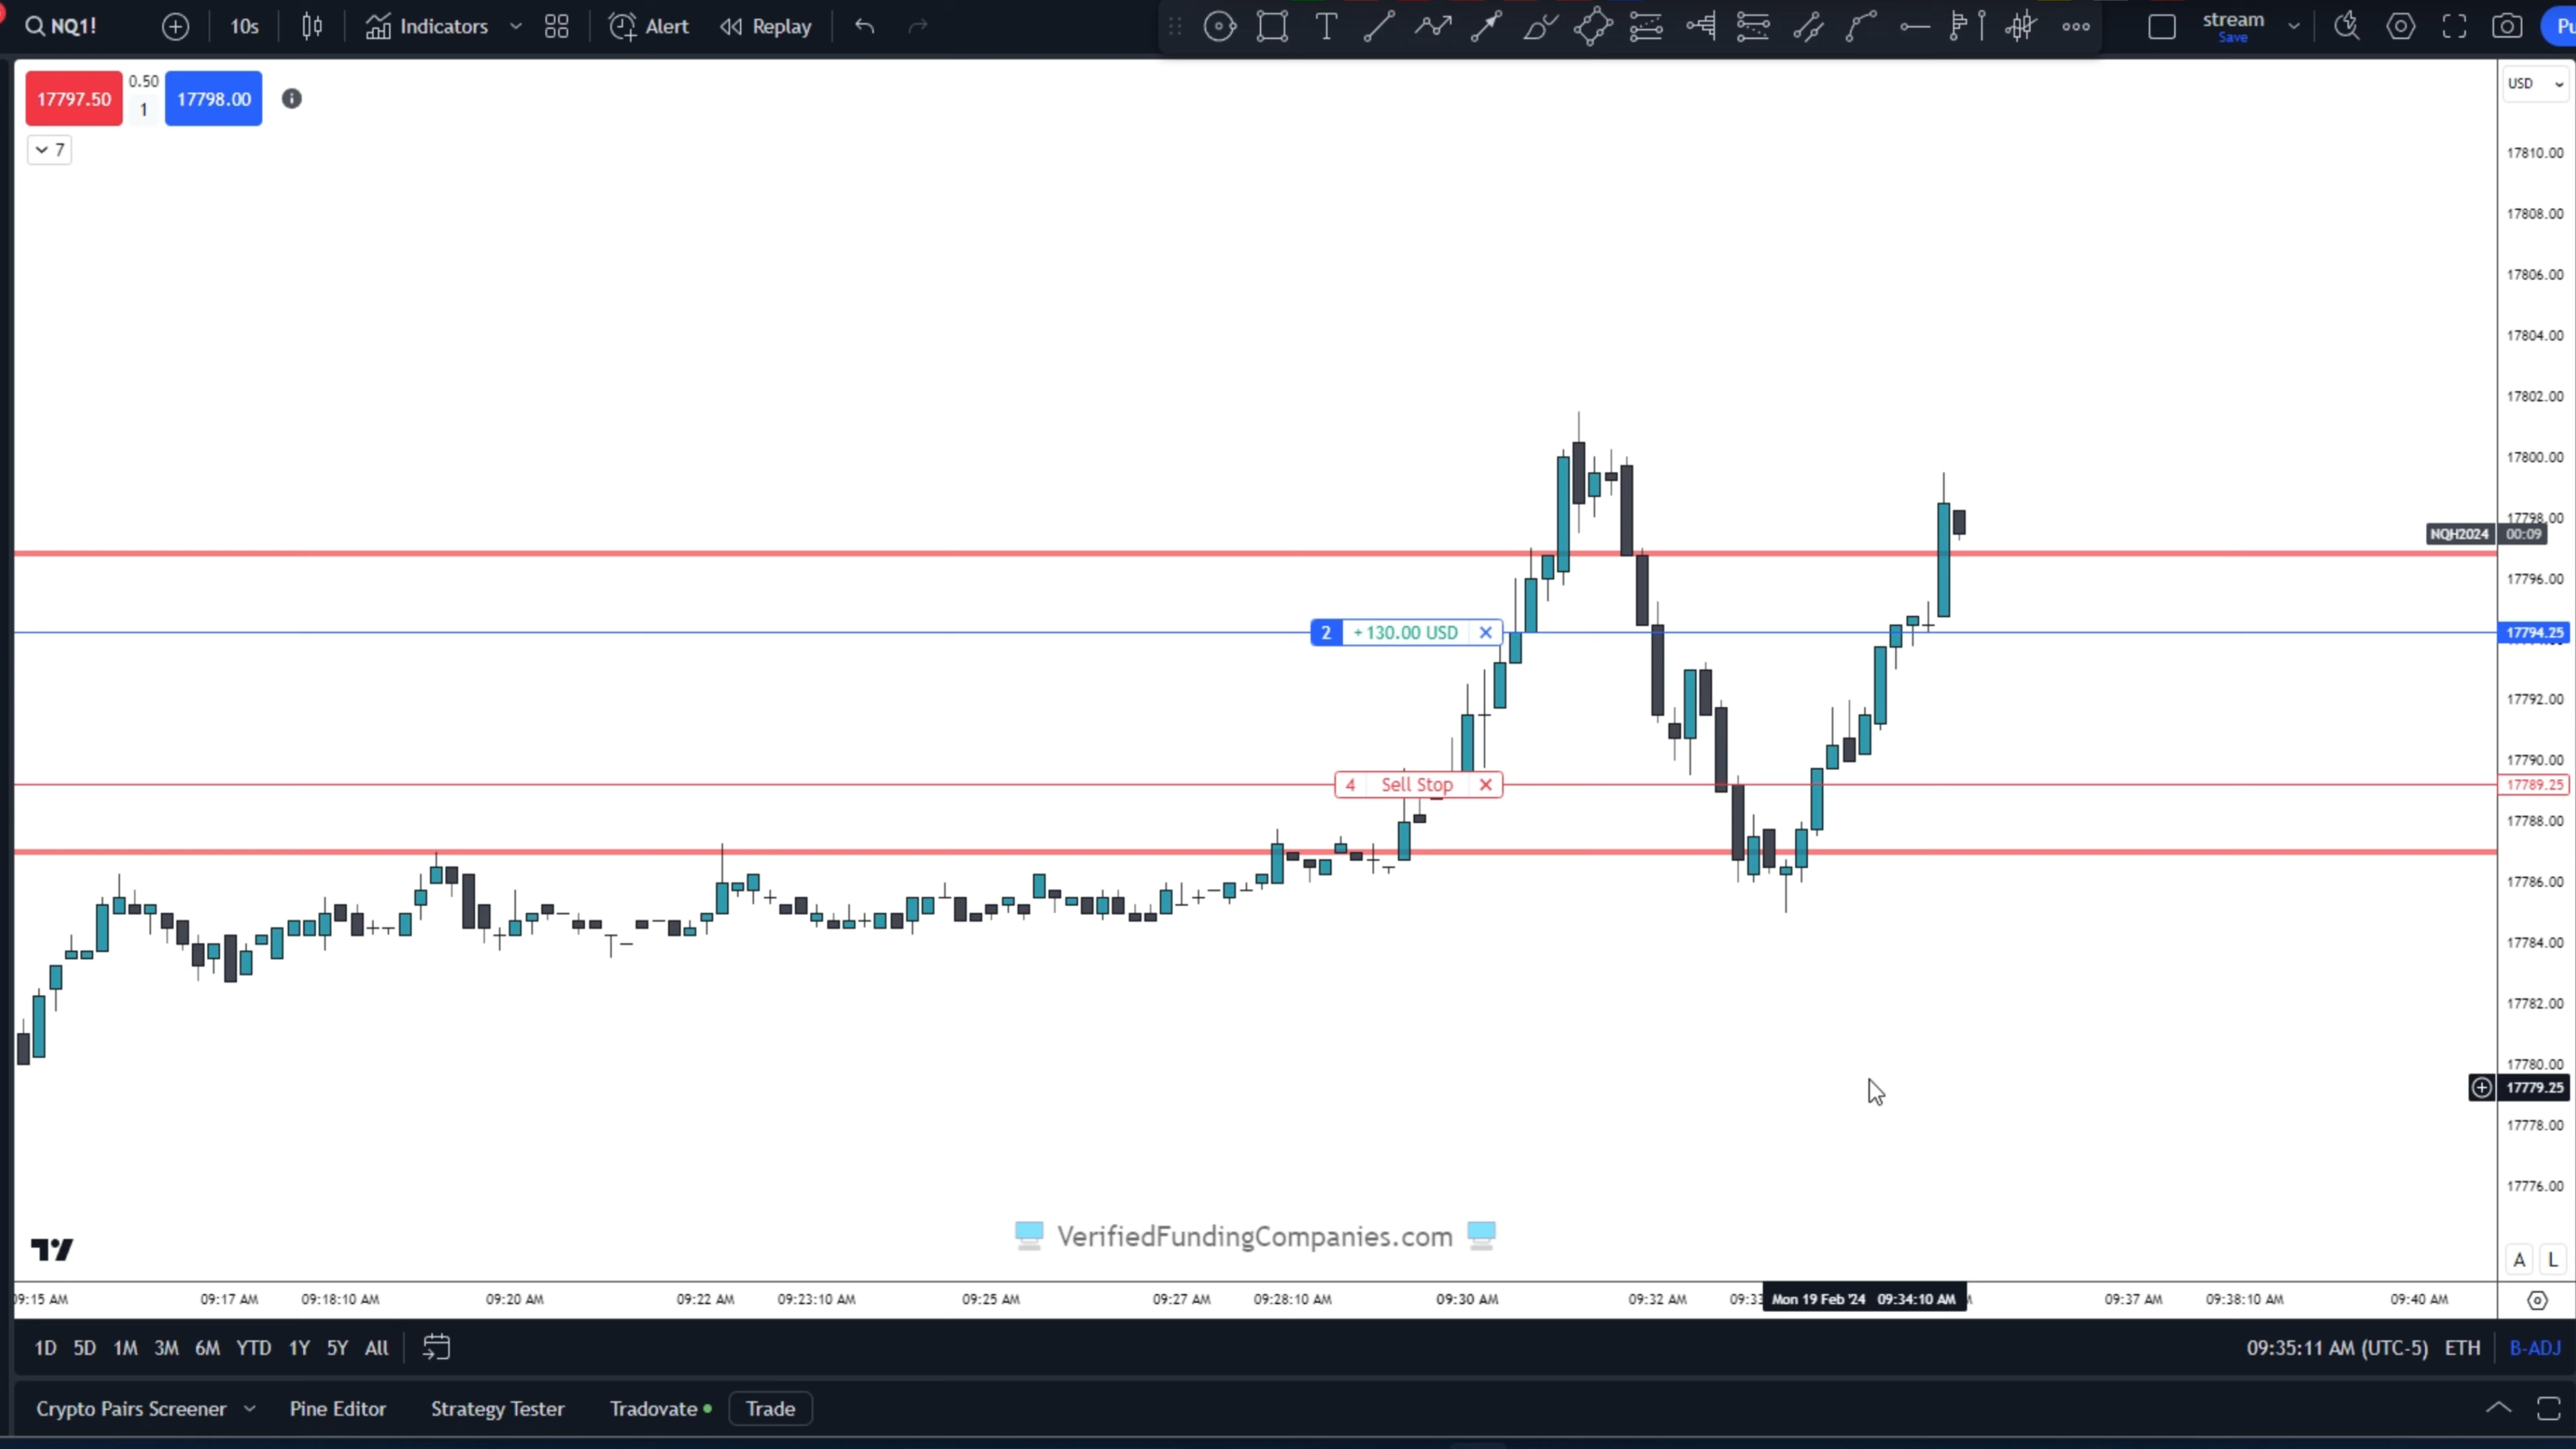 NQ1!
10s
Indicators
Alert
Replay
T
stream
Save
Pu
17797.50
0.50
1
17798.00
7
USD
17810.00
17808.00
17806.00
17804.00
17802.00
17800.00
17798.00
NQH2024 00:09
17796.00
2 +130.00 USD
17794.25
17792.00
17790.00
4 Sell Stop
17789.25
17788.00
17786.00
17784.00
17782.00
17780.00
17779.25
17778.00
17776.00
VerifiedFundingCompanies.com
A L
09:15 AM 09:17 AM 09:18:10 AM 09:20 AM 09:22 AM 09:23:10 AM 09:25 AM 09:27 AM 09:28:10 AM 09:30 AM 09:32 AM 09:33 Mon 19 Feb '24 09:34:10 AM 09:37 AM 09:38:10 AM 09:40 AM
1D 5D 1M 3M 6M YTD 1Y 5Y All
09:35:11 AM (UTC-5) ETH B-ADJ
Crypto Pairs Screener Pine Editor Strategy Tester Tradovate Trade